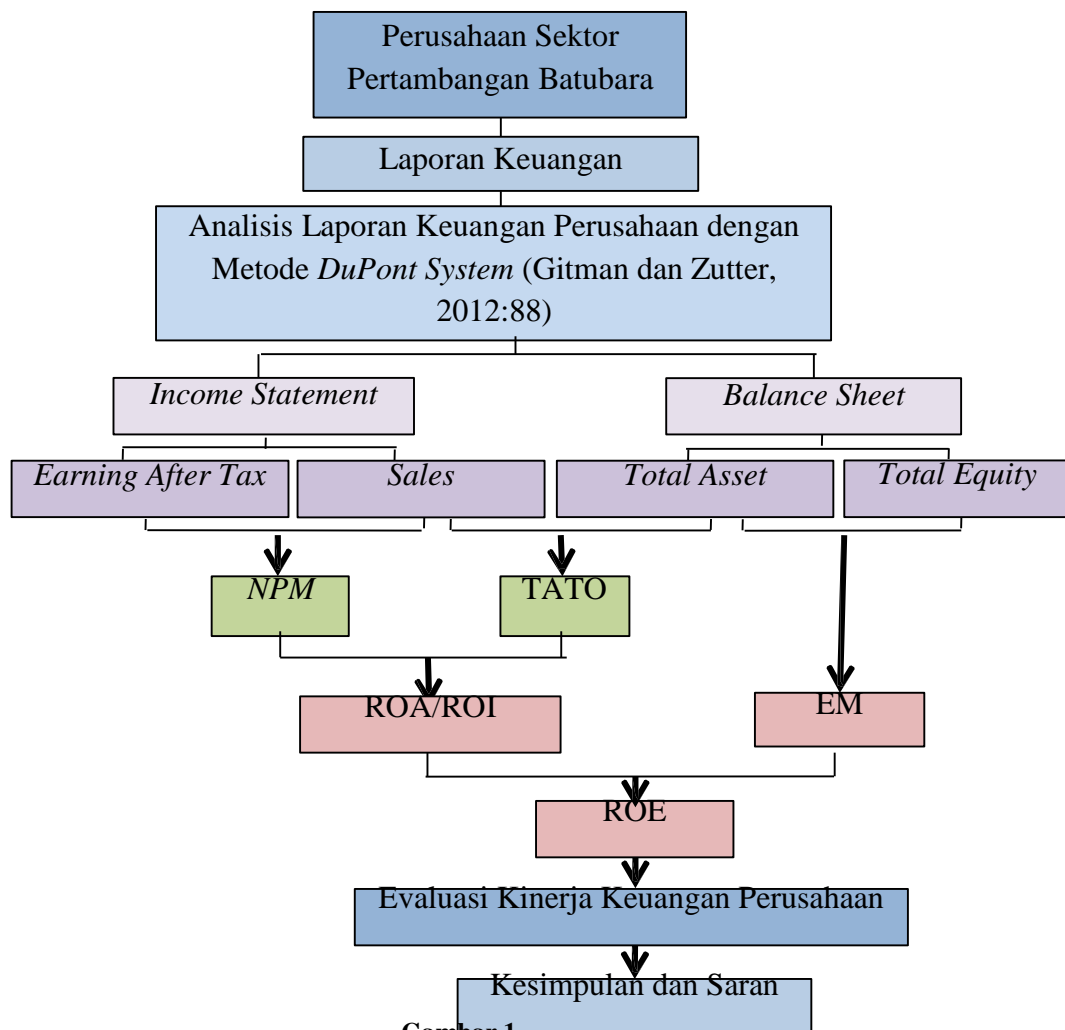 Perusahaan Sektor
Pertambangan Batubara
Laporan Keuangan
Analisis Laporan Keuangan Perusahaan dengan
Metode DuPont System (Gitman dan Zutter,
2012:88)
Income Statement
Balance Sheet
Earning After Tax
Sales
Total Asset
Total Equity
NPM
TATO
ROA/ROI
EM
ROE
Evaluasi Kinerja Keuangan Perusahaan
Kesimpulan dan Saran
Gambar 1